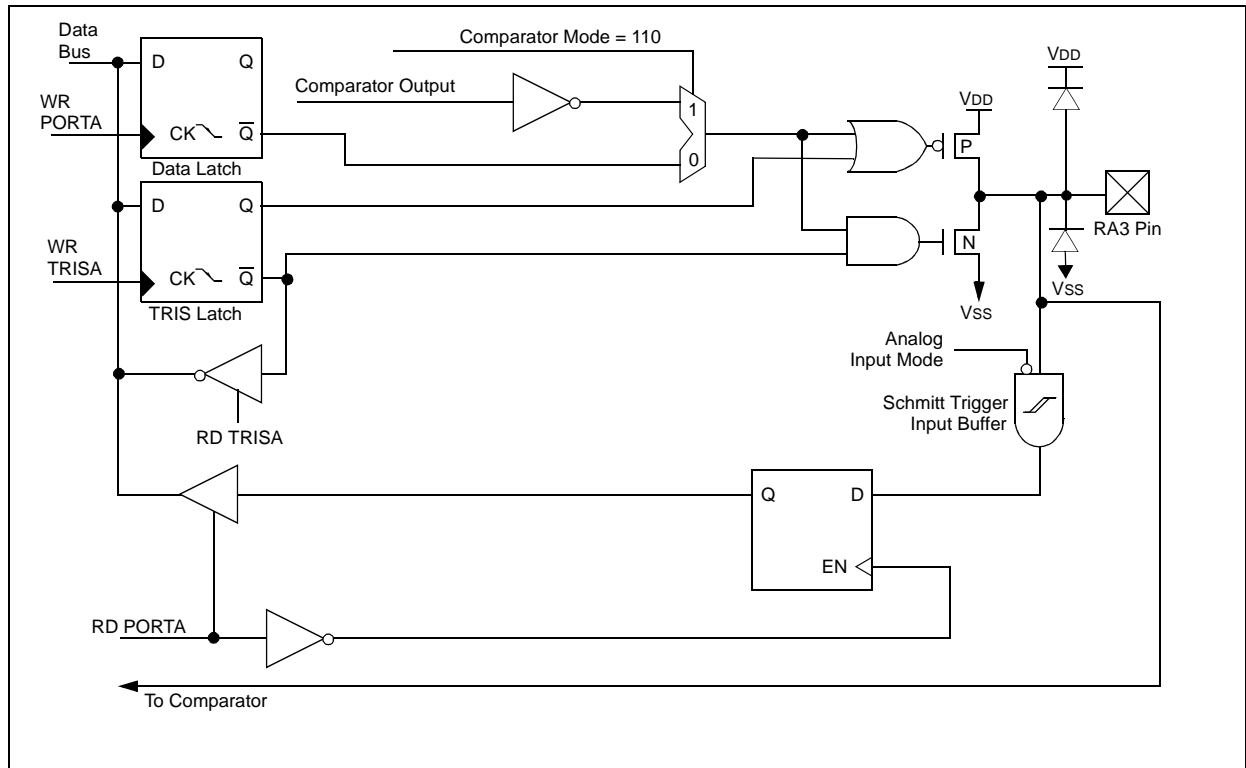 Data
Bus
D
Q
WR
PORTA
CK
Q̅
Data Latch
Comparator Mode = 110
Comparator Output
1
0
VDD
P
VDD
RA3 Pin
D
Q
WR
TRISA
CK
Q̅
TRIS Latch
N
VSS
VSS
Analog
Input Mode
Schmitt Trigger
Input Buffer
RD TRISA
Q
D
EN
RD PORTA
To Comparator